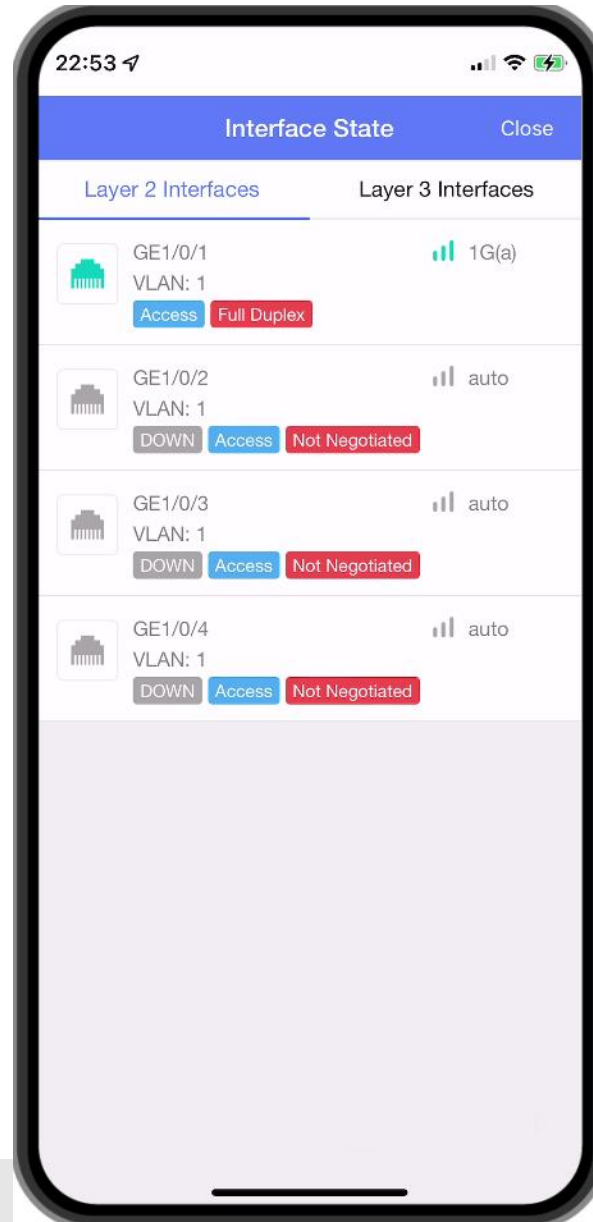 22:53
Interface State Close
Layer 2 Interfaces Layer 3 Interfaces
GE1/0/1 1G(a)
VLAN: 1
Access Full Duplex
GE1/0/2 auto
VLAN: 1
DOWN Access Not Negotiated
GE1/0/3 auto
VLAN: 1
DOWN Access Not Negotiated
GE1/0/4 auto
VLAN: 1
DOWN Access Not Negotiated